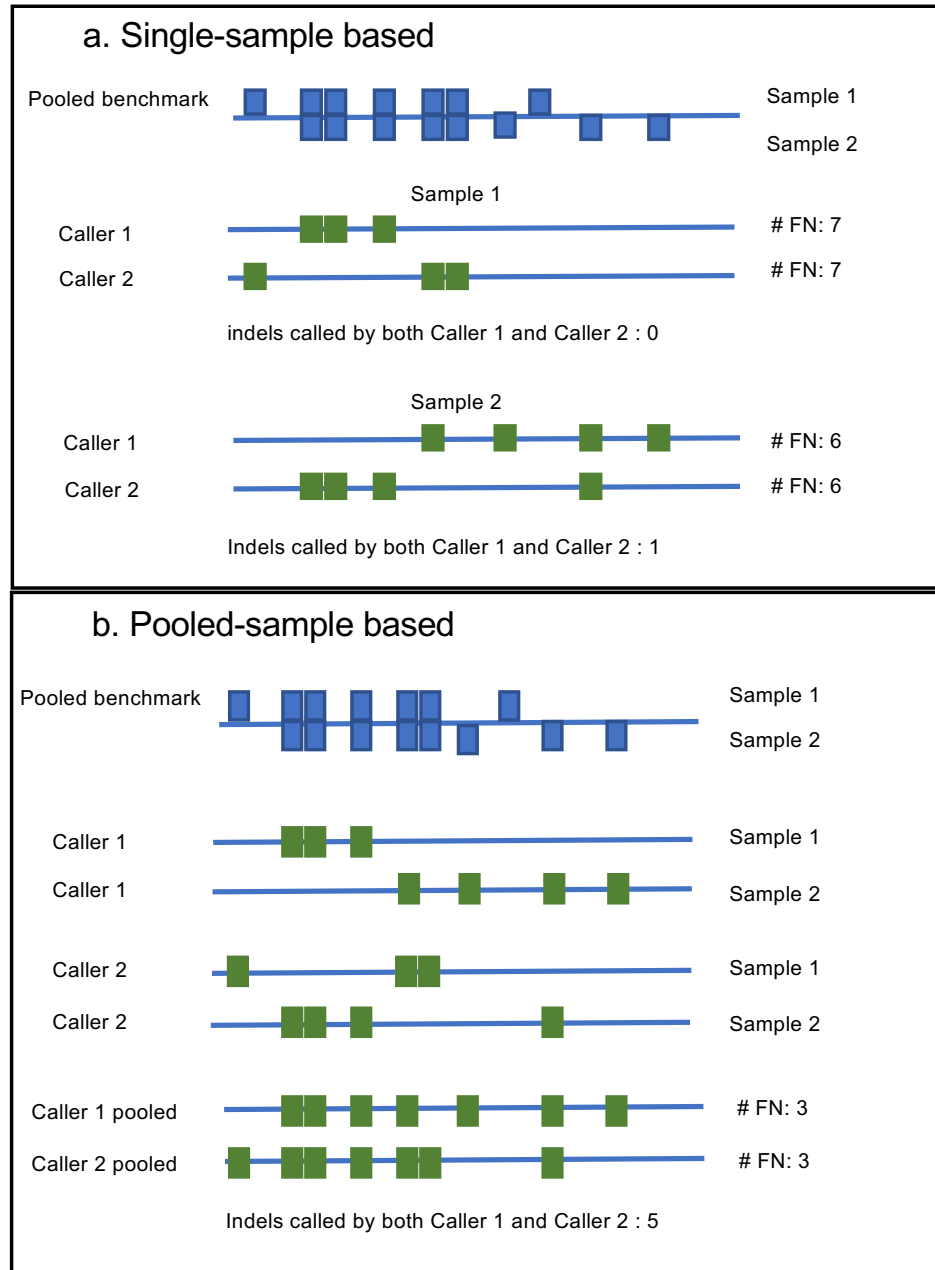 a. Single-sample based
Pooled benchmark
Sample 1
Sample 2
Sample 1
Caller 1
# FN: 7
Caller 2
# FN: 7
indels called by both Caller 1 and Caller 2 : 0
Sample 2
Caller 1
# FN: 6
Caller 2
# FN: 6
Indels called by both Caller 1 and Caller 2 : 1
b. Pooled-sample based
Pooled benchmark
Sample 1
Sample 2
Caller 1
Sample 1
Caller 1
Sample 2
Caller 2
Sample 1
Caller 2
Sample 2
Caller 1 pooled
# FN: 3
Caller 2 pooled
# FN: 3
Indels called by both Caller 1 and Caller 2 : 5